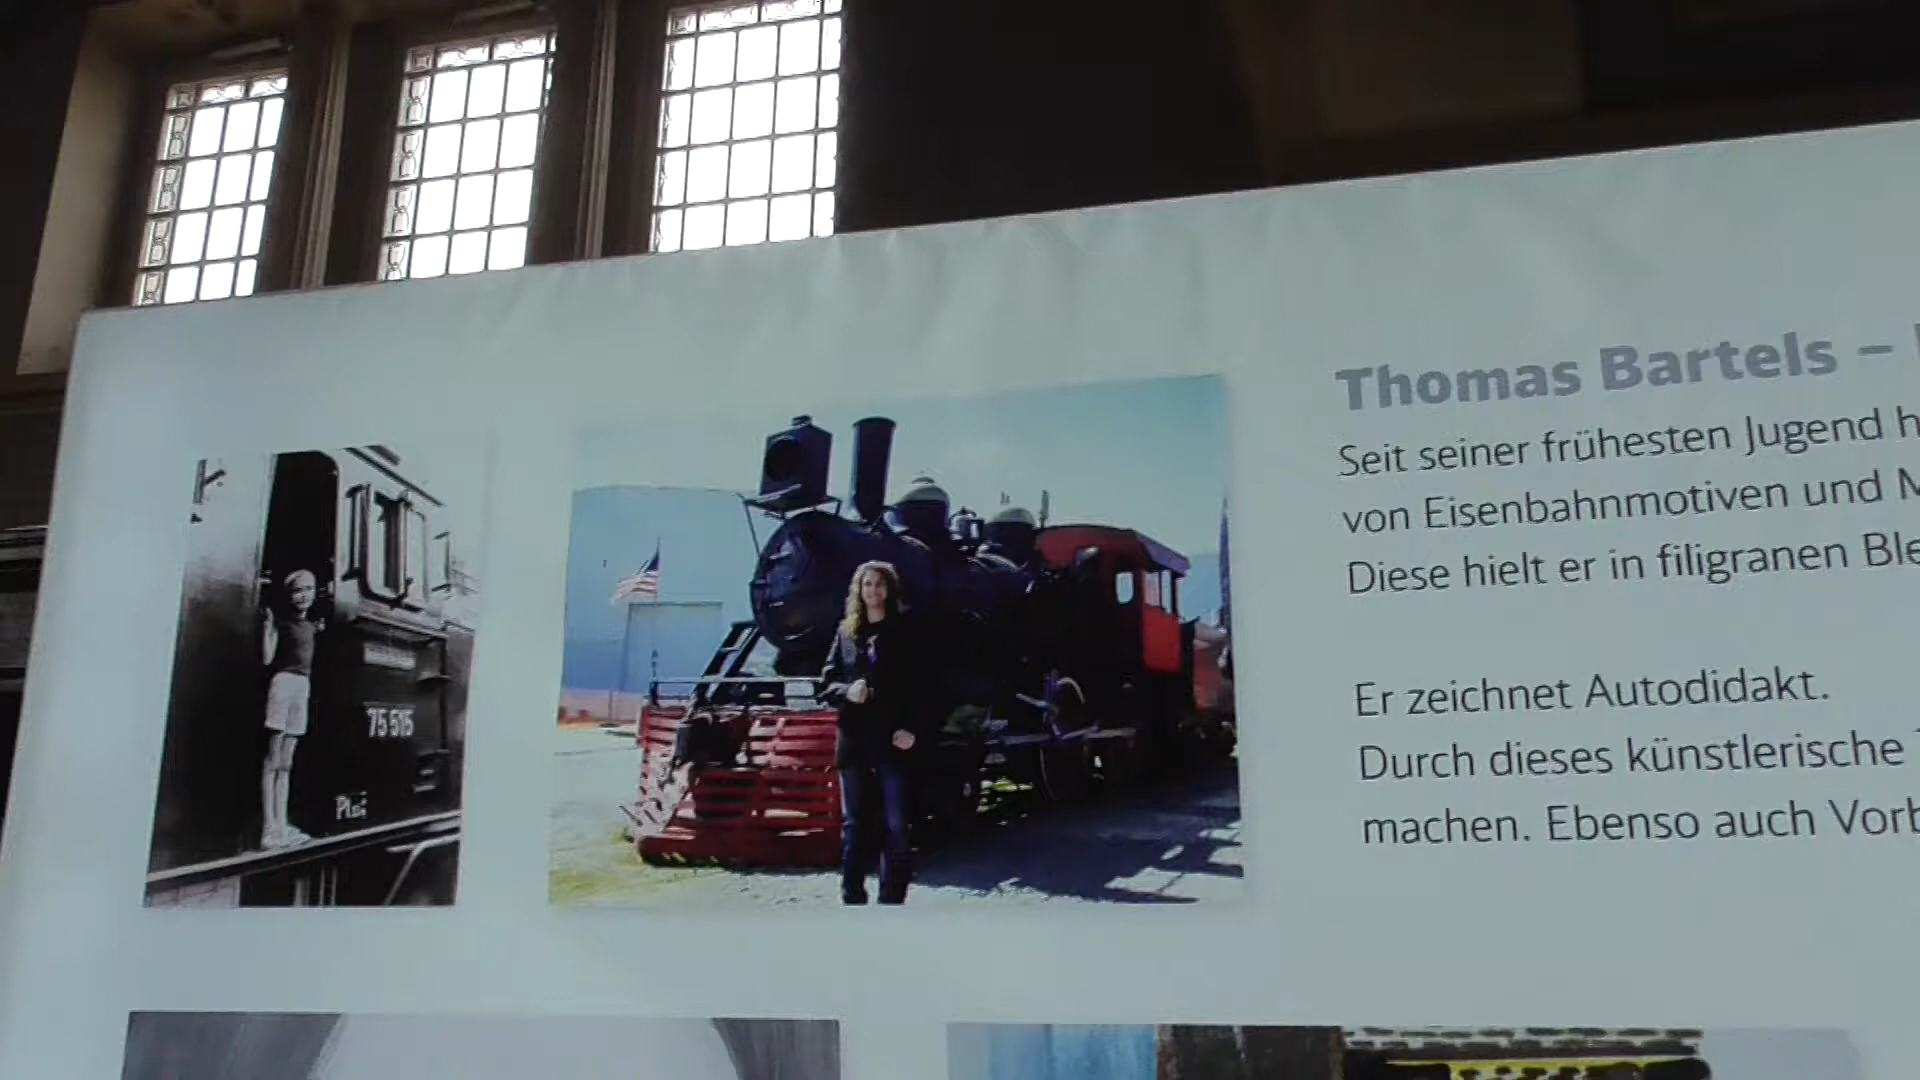 Thomas Bartels –
Seit seiner frühesten Jugend
von Eisenbahnmotiven und
Diese hielt er in filigranen
Er zeichnet Autodidakt.
Durch dieses künstlerische
machen. Ebenso auch
75 515